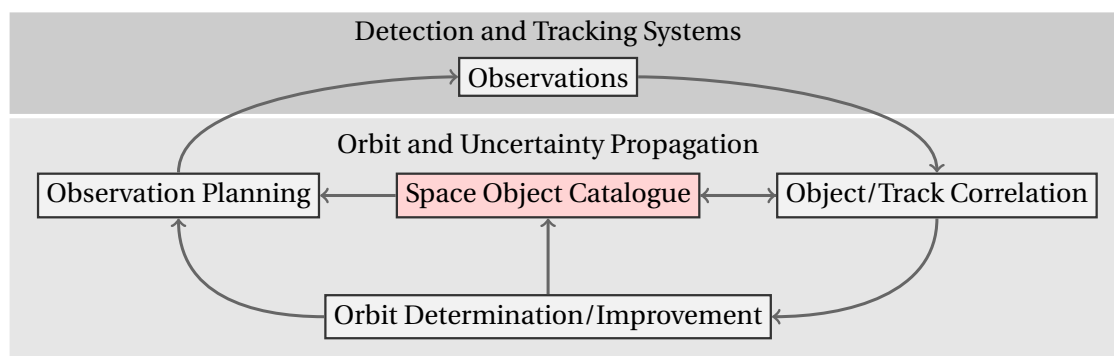 Detection and Tracking Systems
Observations
Orbit and Uncertainty Propagation
Observation Planning
Space Object Catalogue
Object/Track Correlation
Orbit Determination/Improvement